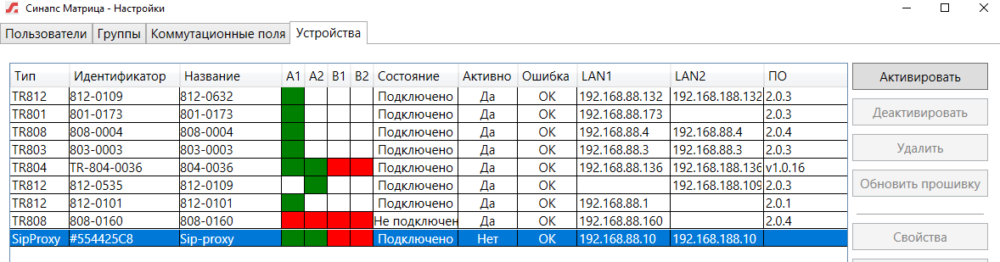 Синапс Матрица - Настройки
Пользователи Группы Коммутационные поля Устройства
Тип Идентификатор Название A1 A2 B1 B2 Состояние Активно Ошибка LAN1 LAN2 ПО
TR812 812-0109 812-0632 Подключено Да OK 192.168.88.132 192.168.188.132 2.0.3
TR801 801-0173 801-0173 Подключено Да OK 192.168.88.173 2.0.3
TR808 808-0004 808-0004 Подключено Да OK 192.168.88.4 192.168.88.4 2.0.4
TR803 803-0003 803-0003 Подключено Да OK 192.168.88.3 192.168.88.3 2.0.3
TR804 TR-804-0036 804-0036 Подключено Да OK 192.168.88.136 192.168.188.136 v1.0.16
TR812 812-0535 812-0109 Подключено Да OK 192.168.188.109 2.0.3
TR812 812-0101 812-0101 Подключено Да OK 192.168.88.1 2.0.1
TR808 808-0160 808-0160 Не подключен Да OK 192.168.88.160 2.0.4
SipProxy #554425C8 Sip-proxy Подключено Нет OK 192.168.88.10 192.168.188.10
Активировать
Деактивировать
Удалить
Обновить прошивку
Свойства